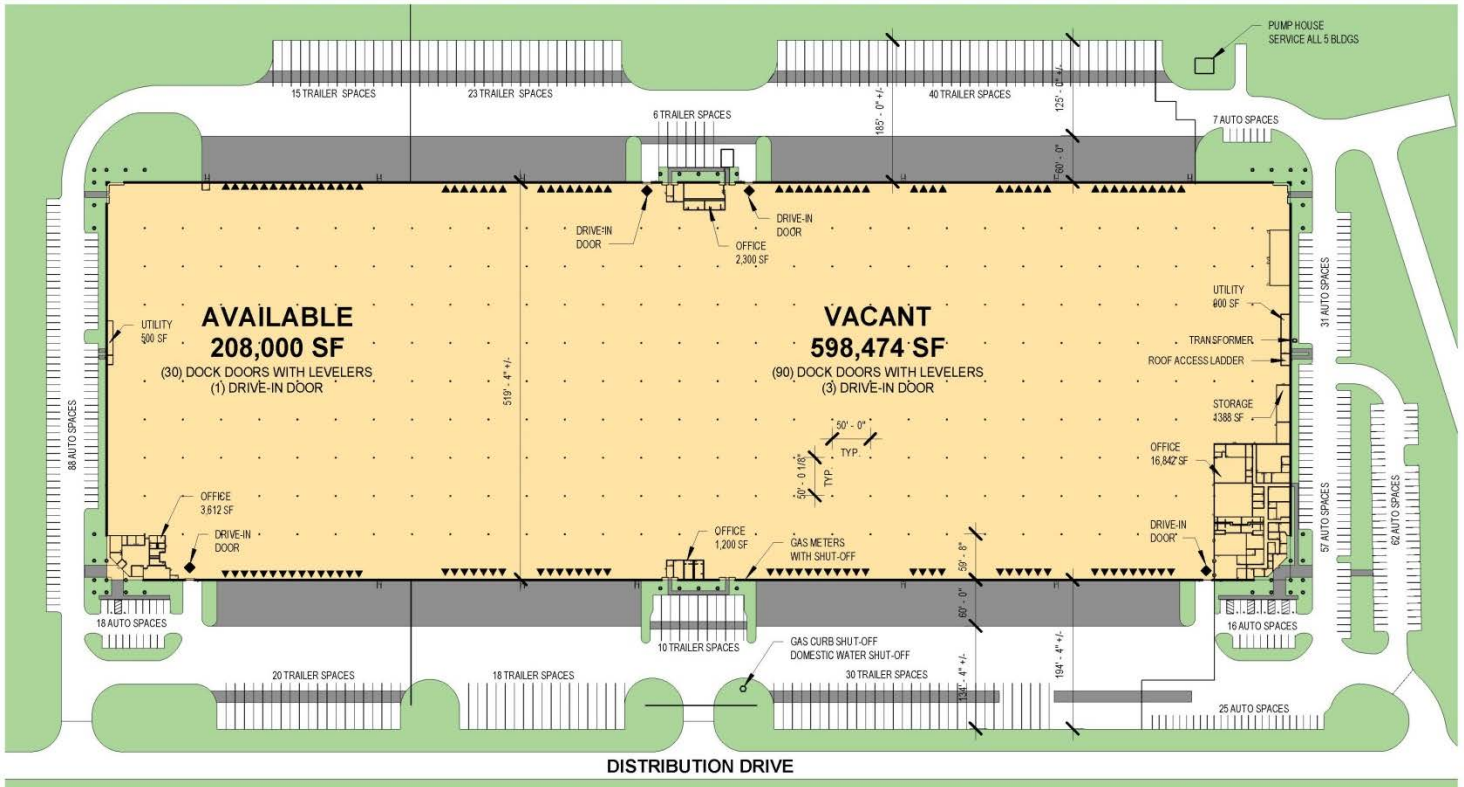 PUMP HOUSE
SERVICE ALL 5 BLDGS
15 TRAILER SPACES
23 TRAILER SPACES
40 TRAILER SPACES
185' - 0" +/-
125' - 0" +/-
6 TRAILER SPACES
7 AUTO SPACES
60' - 0"
DRIVE-IN
DOOR
OFFICE
2,300 SF
DRIVE-IN
DOOR
31 AUTO SPACES
UTILITY
500 SF
AVAILABLE
208,000 SF
(30) DOCK DOORS WITH LEVELERS
(1) DRIVE-IN DOOR
519' - 4" +/-
VACANT
598,474 SF
(90) DOCK DOORS WITH LEVELERS
(3) DRIVE-IN DOOR
UTILITY
800 SF
TRANSFORMER
ROOF ACCESS LADDER
STORAGE
1388 SF
50' - 0"
TYP.
50' - 0 1/8"
TYP.
OFFICE
16,842 SF
88 AUTO SPACES
OFFICE
3,612 SF
DRIVE-IN
DOOR
OFFICE
1,200 SF
GAS METERS
WITH SHUT-OFF
59' - 8"
DRIVE-IN
DOOR
57 AUTO SPACES
62 AUTO SPACES
60' - 0"
18 AUTO SPACES
16 AUTO SPACES
10 TRAILER SPACES
GAS CURB SHUT-OFF
DOMESTIC WATER SHUT-OFF
20 TRAILER SPACES
18 TRAILER SPACES
30 TRAILER SPACES
134' - 4" +/-
194' - 4" +/-
25 AUTO SPACES
DISTRIBUTION DRIVE